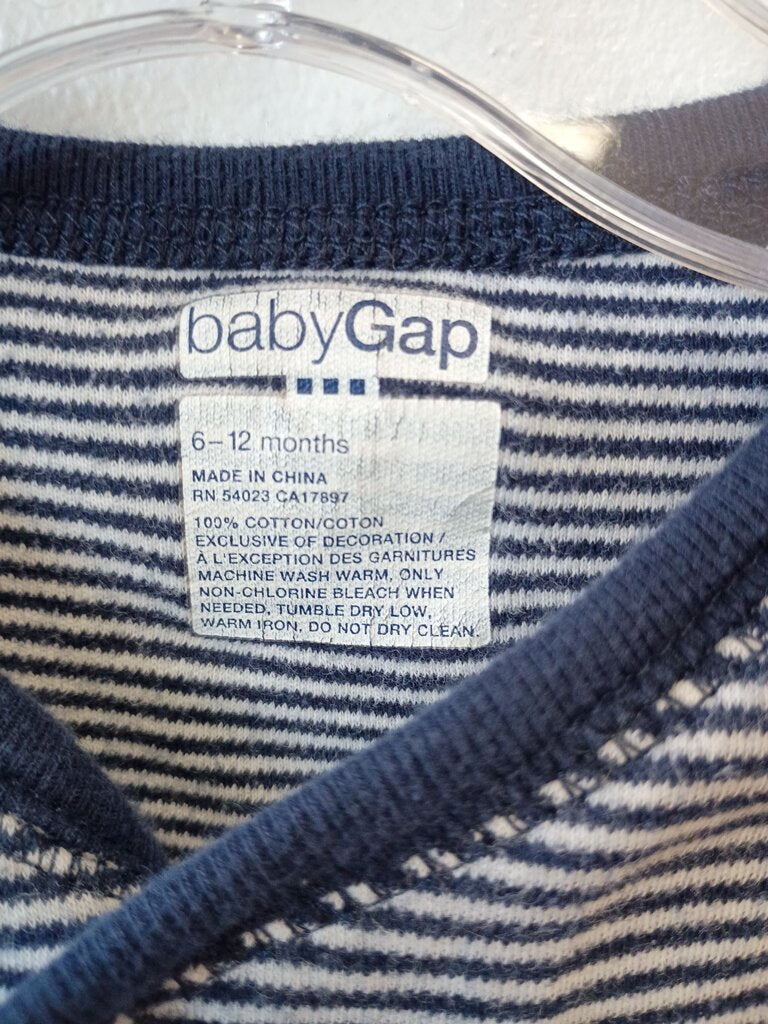 babyGap
6–12 months
MADE IN CHINA
RN 54023 CA17897
100% COTTON/COTON
EXCLUSIVE OF DECORATION /
À L'EXCEPTION DES GARNITURES
MACHINE WASH WARM, ONLY
NON-CHLORINE BLEACH WHEN
NEEDED, TUMBLE DRY LOW,
WARM IRON. DO NOT DRY CLEAN.